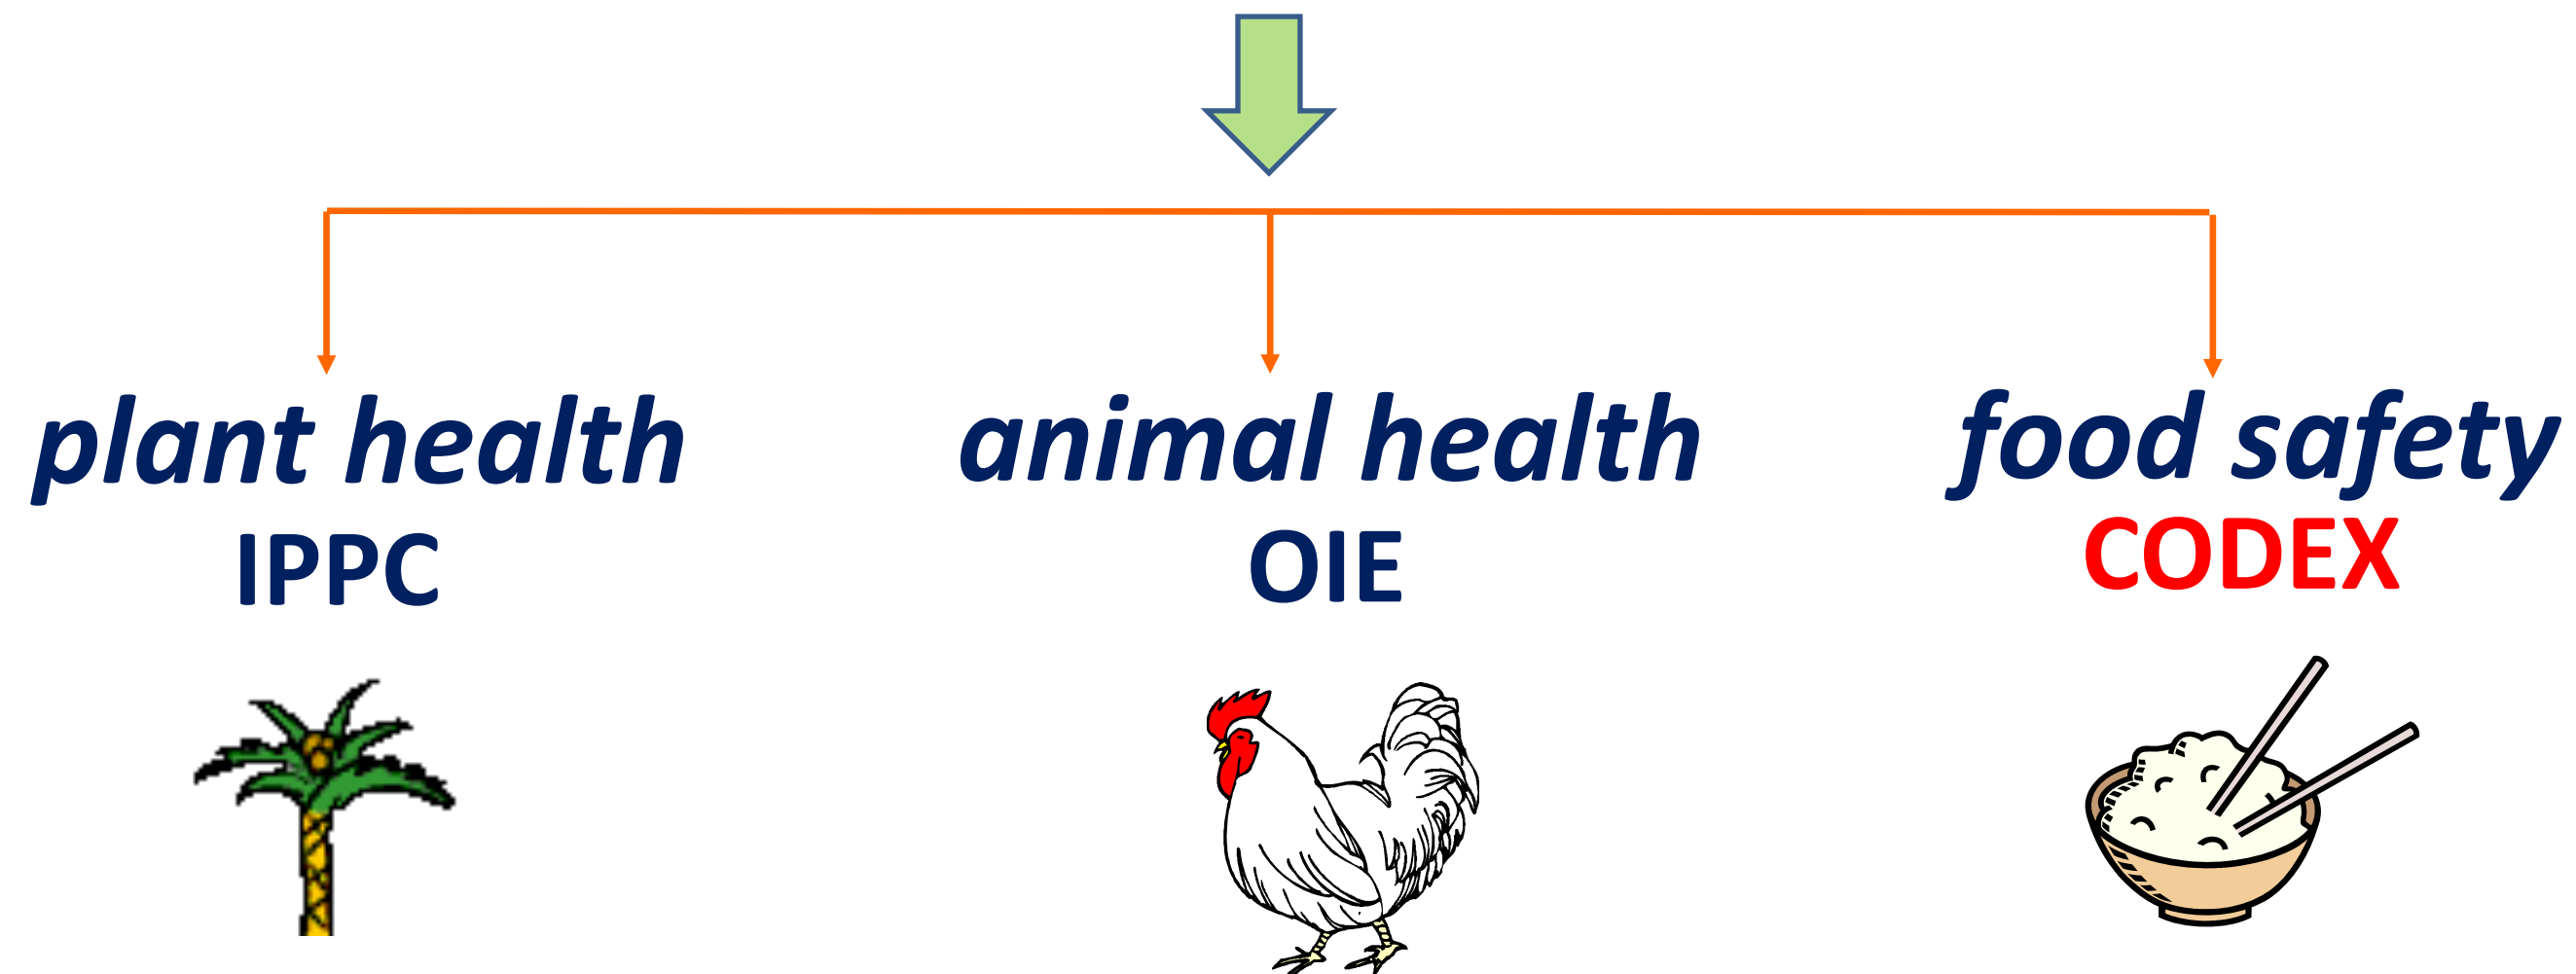 plant health
IPPC
animal health
OIE
food safety
CODEX